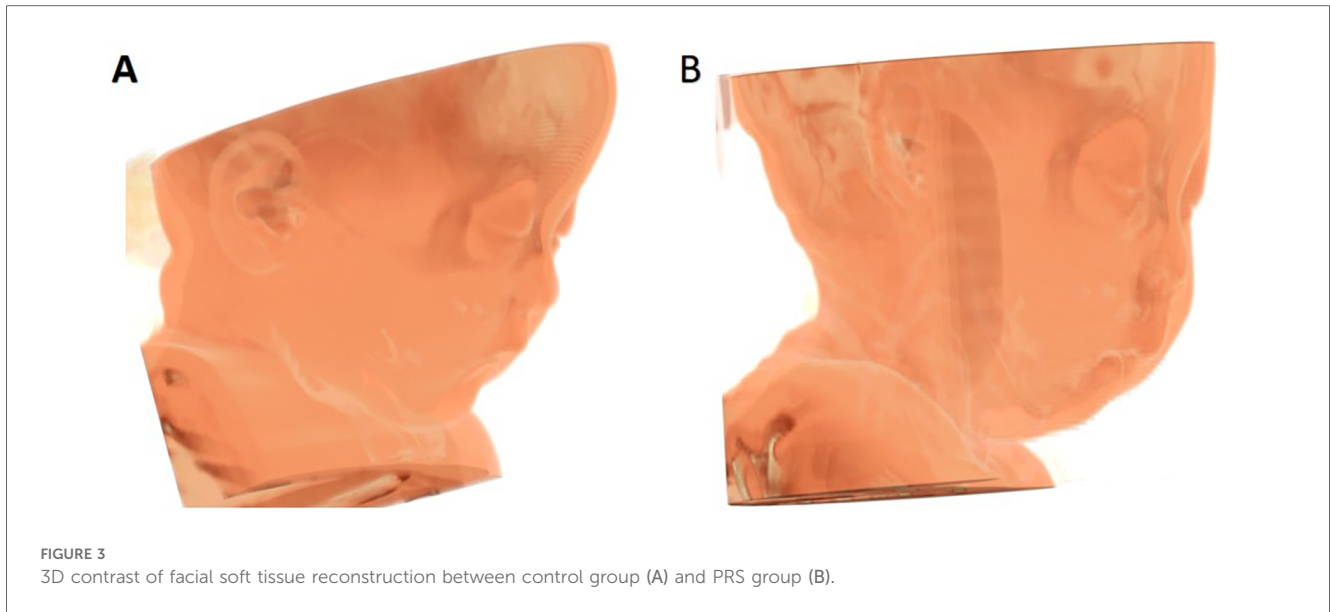 A
B
FIGURE 3
3D contrast of facial soft tissue reconstruction between control group (A) and PRS group (B).